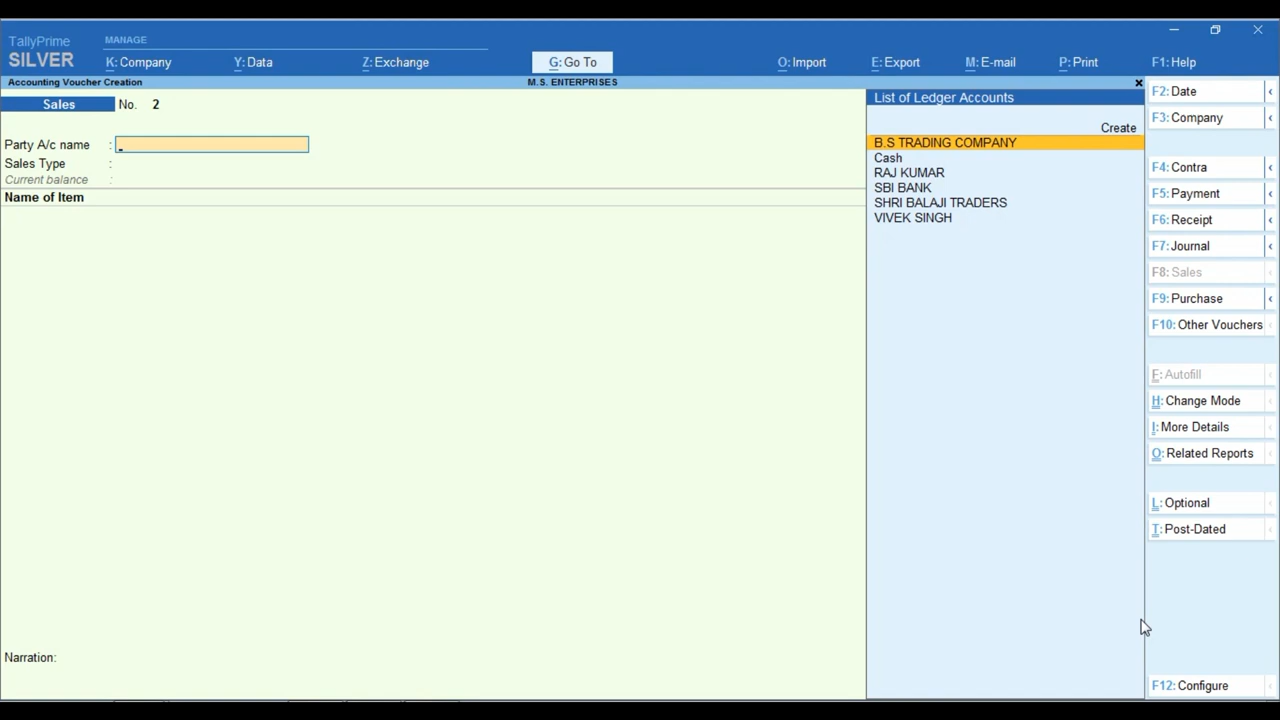 TallyPrime
SILVER
MANAGE
K: Company
Y: Data
Z: Exchange
G: Go To
O: Import
E: Export
M: E-mail
P: Print
F1: Help
Accounting Voucher Creation
M.S. ENTERPRISES
Sales No. 2
Party A/c name :
Sales Type :
Current balance :
Name of Item
Narration:
List of Ledger Accounts
Create
B.S TRADING COMPANY
Cash
RAJ KUMAR
SBI BANK
SHRI BALAJI TRADERS
VIVEK SINGH
F2: Date
F3: Company
F4: Contra
F5: Payment
F6: Receipt
F7: Journal
F8: Sales
F9: Purchase
F10: Other Vouchers
F: Autofill
H: Change Mode
I: More Details
O: Related Reports
L: Optional
T: Post-Dated
F12: Configure